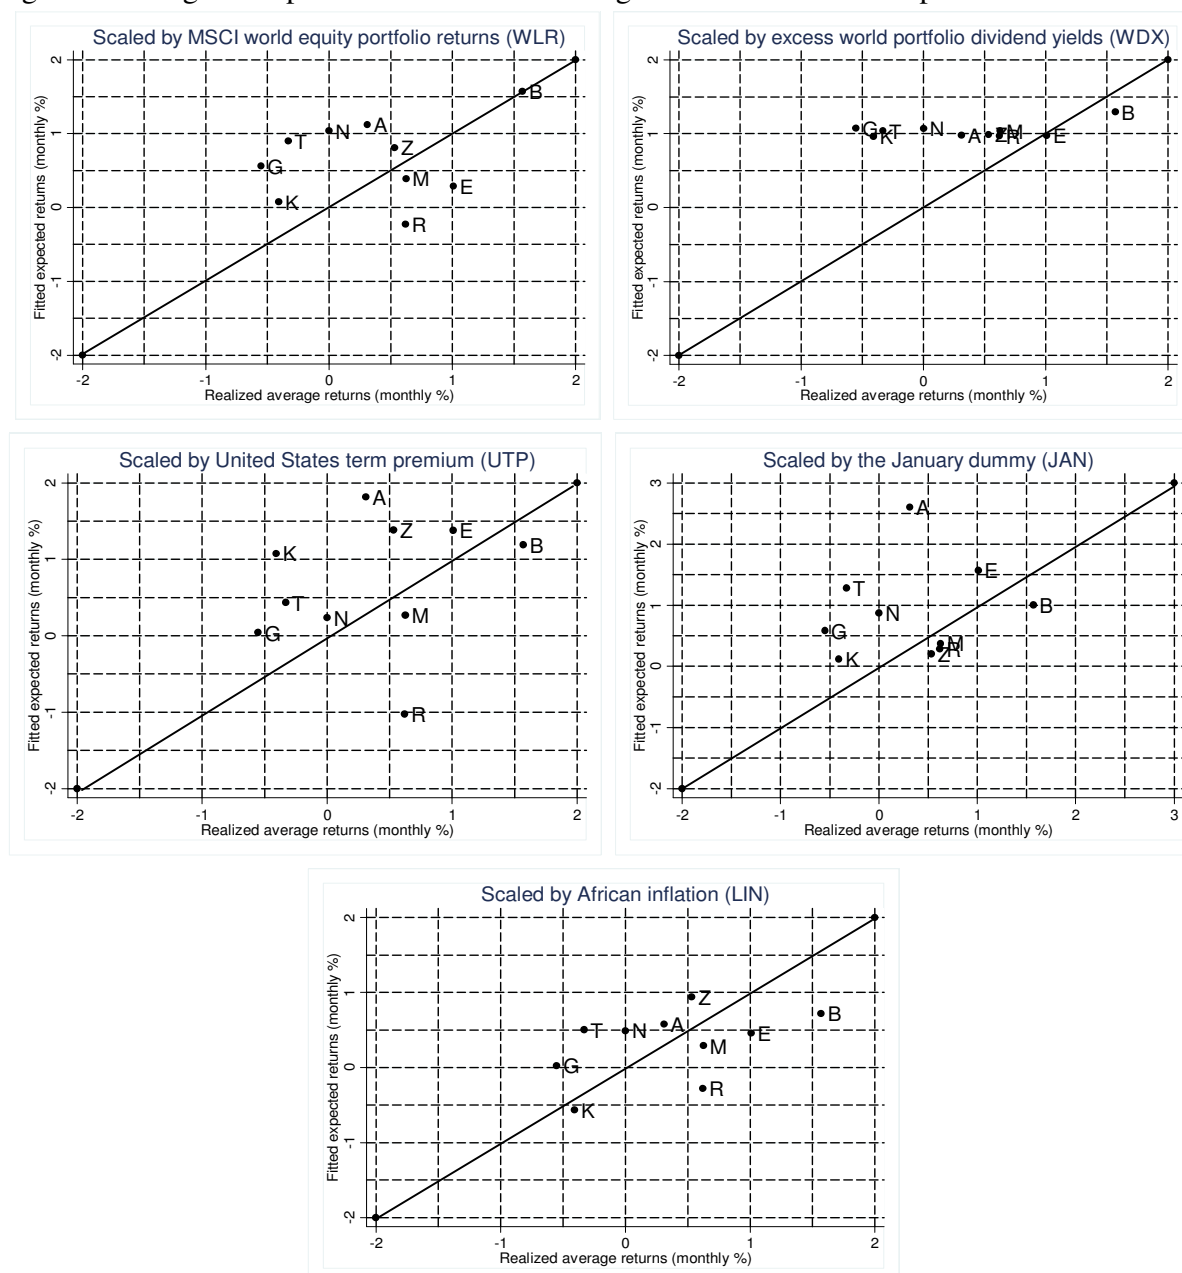 Scaled by MSCI world equity portfolio returns (WLR)
Fitted expected returns (monthly %)
2
1
0
-1
-2
B
A
N
T
Z
G
M
E
K
R
-2 -1 0 1 2
Realized average returns (monthly %)
Scaled by excess world portfolio dividend yields (WDX)
Fitted expected returns (monthly %)
2
1
0
-1
-2
B
G
T
K
N
A
Z
M
R
E
-2 -1 0 1 2
Realized average returns (monthly %)
Scaled by United States term premium (UTP)
Fitted expected returns (monthly %)
2
1
0
-1
-2
A
Z
E
B
K
T
N
M
G
R
-2 -1 0 1 2
Realized average returns (monthly %)
Scaled by the January dummy (JAN)
Fitted expected returns (monthly %)
3
2
1
0
-1
-2
A
E
T
B
N
G
M
R
Z
K
-2 -1 0 1 2 3
Realized average returns (monthly %)
Scaled by African inflation (LIN)
Fitted expected returns (monthly %)
2
1
0
-1
-2
Z
B
A
T
N
E
M
G
R
K
-2 -1 0 1 2
Realized average returns (monthly %)